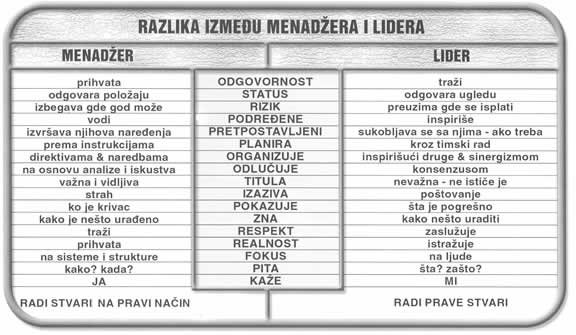 RAZLIKA IZMEĐU MENADŽERA I LIDERA
MENADŽER LIDER
prihvata ODGOVORNOST traži
odgovara položaju STATUS odgovara ugledu
izbegava gde god može RIZIK preuzima gde se isplati
vodi PODREĐENE inspiriše
izvršava njihova naređenja PRETPOSTAVLJENI sukobljava se sa njima - ako treba
prema instrukcijama PLANIRA kroz timski rad
direktivama & naredbama ORGANIZUJE inspirišući druge & sinergizmom
na osnovu analize i iskustva ODLUČUJE konsenzusom
važna i vidljiva TITULA nevažna - ne ističe je
strah IZAZIVA poštovanje
ko je krivac POKAZUJE šta je pogrešno
kako je nešto urađeno ZNA kako nešto uraditi
traži RESPEKT zaslužuje
prihvata REALNOST istražuje
na sisteme i strukture FOKUS na ljude
kako? kada? PITA šta? zašto?
JA KAŽE MI
RADI STVARI NA PRAVI NAČIN RADI PRAVE STVARI